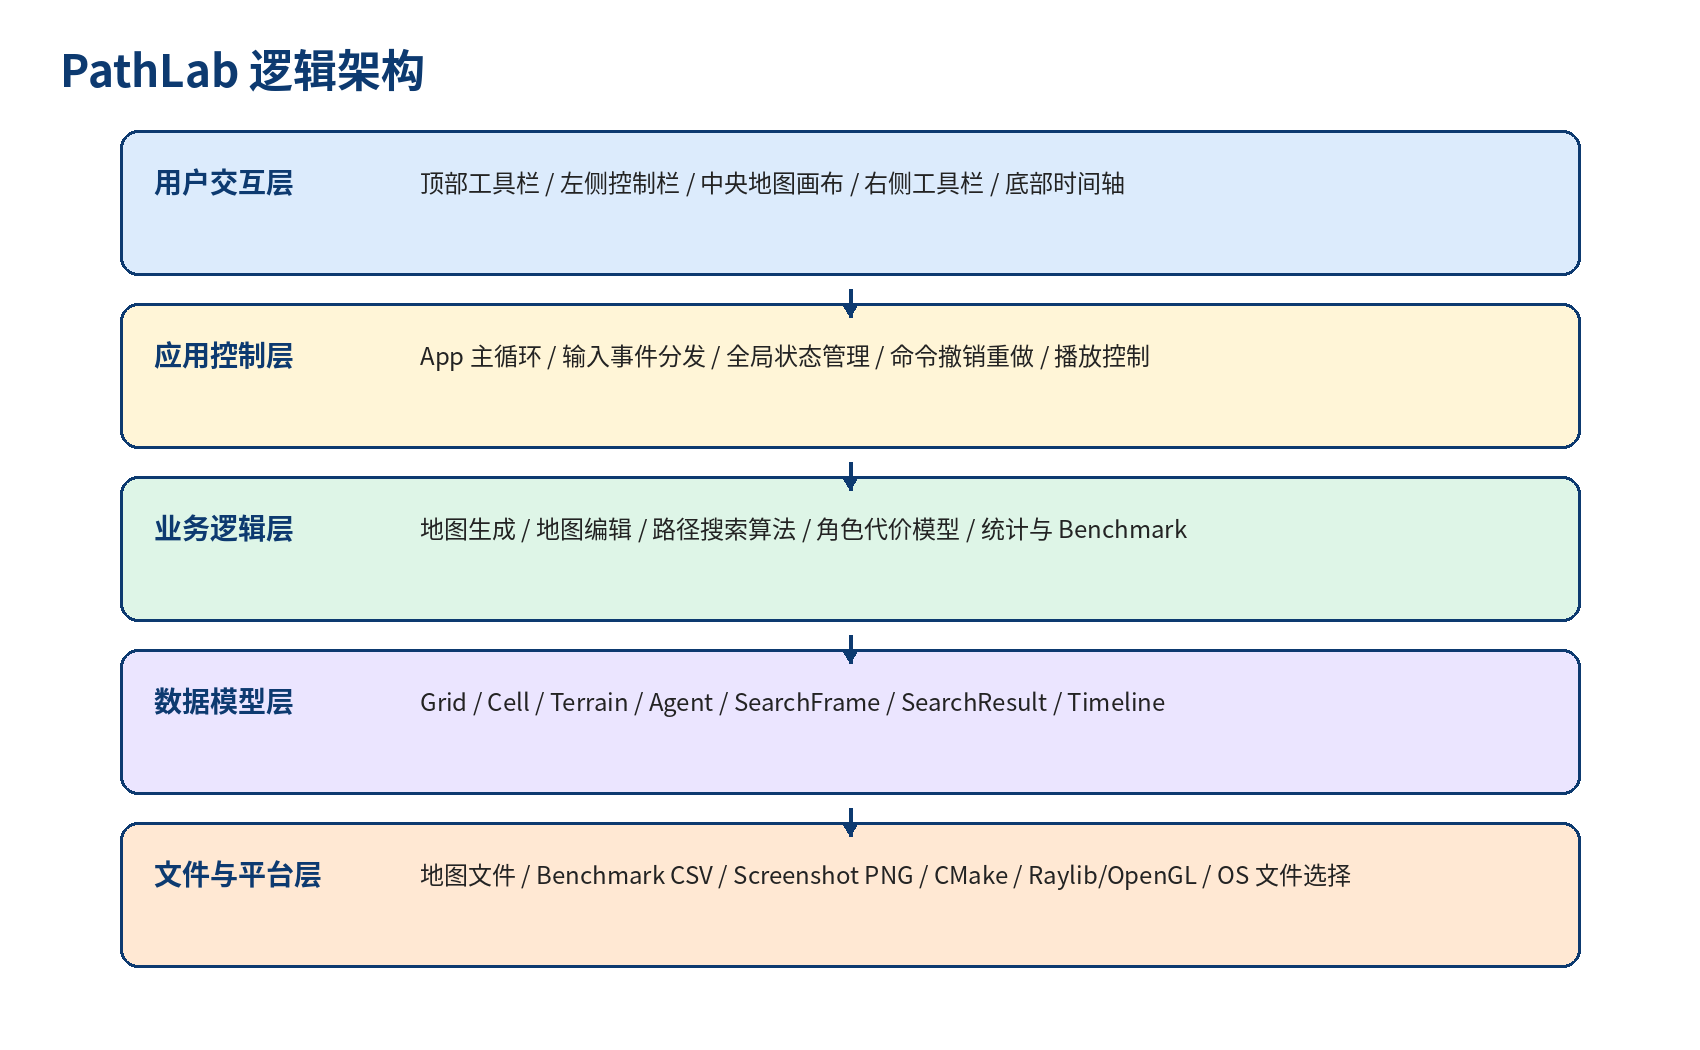 PathLab 逻辑架构
用户交互层 顶部工具栏 / 左侧控制栏 / 中央地图画布 / 右侧工具栏 / 底部时间轴
应用控制层 App 主循环 / 输入事件分发 / 全局状态管理 / 命令撤销重做 / 播放控制
业务逻辑层 地图生成 / 地图编辑 / 路径搜索算法 / 角色代价模型 / 统计与 Benchmark
数据模型层 Grid / Cell / Terrain / Agent / SearchFrame / SearchResult / Timeline
文件与平台层 地图文件 / Benchmark CSV / Screenshot PNG / CMake / Raylib/OpenGL / OS 文件选择